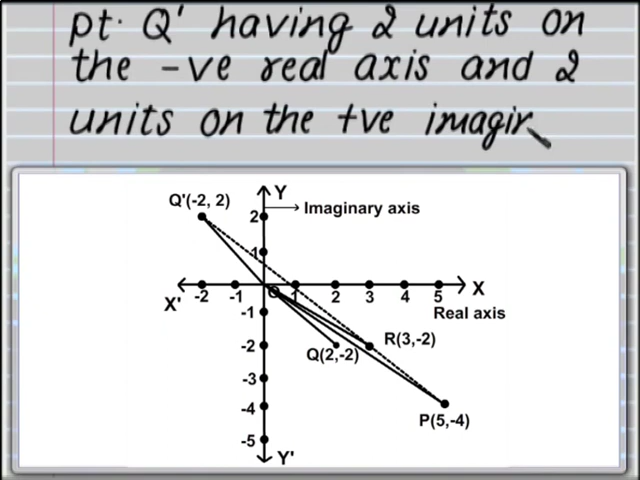 pt. Q' having 2 units on
the -ve real axis and 2
units on the +ve imagin
Q'(-2, 2)
Y
Imaginary axis
2
1
X'
-2
-1
O
1
2
3
4
5
X
Real axis
-1
-2
-3
-4
-5
Q(2,-2)
R(3,-2)
P(5,-4)
Y'